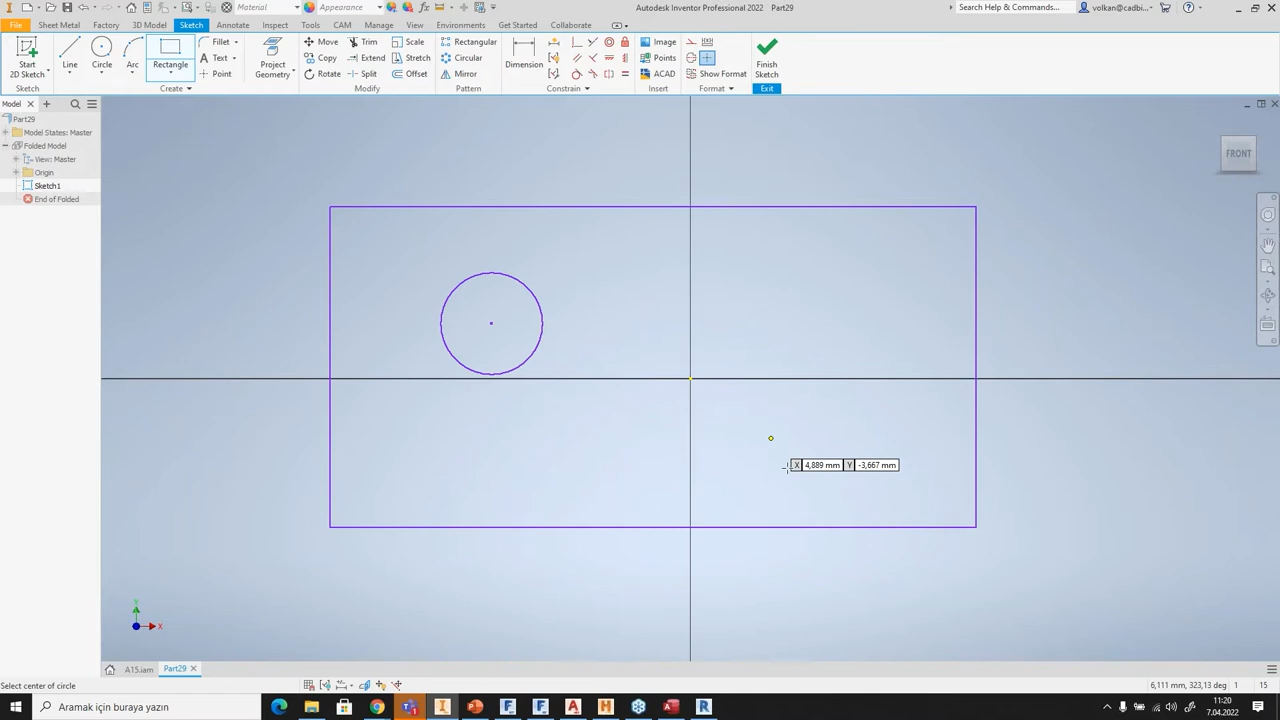 Material
Appearance
Autodesk Inventor Professional 2022 Part29
Search Help & Commands...
volkan@cadbi...
File Sheet Metal Factory 3D Model Sketch Annotate Inspect Tools CAM Manage View Environments Get Started Collaborate
Start
2D Sketch
Line
Circle
Arc
Rectangle
Fillet
Text
Point
Project
Geometry
Move
Copy
Rotate
Trim
Extend
Split
Scale
Stretch
Offset
Rectangular
Circular
Mirror
Dimension
Image
Points
ACAD
Show Format
Finish
Sketch
Sketch Create Modify Pattern Constrain Insert Format Exit
Model
Part29
Model States: Master
Folded Model
View: Master
Origin
Sketch1
End of Folded
FRONT
X 4,889 mm Y -3,667 mm
Y
X
A15.iam Part29
Select center of circle
6,111 mm, 323,13 deg 1 15
Aramak için buraya yazın
11:20
7.04.2022